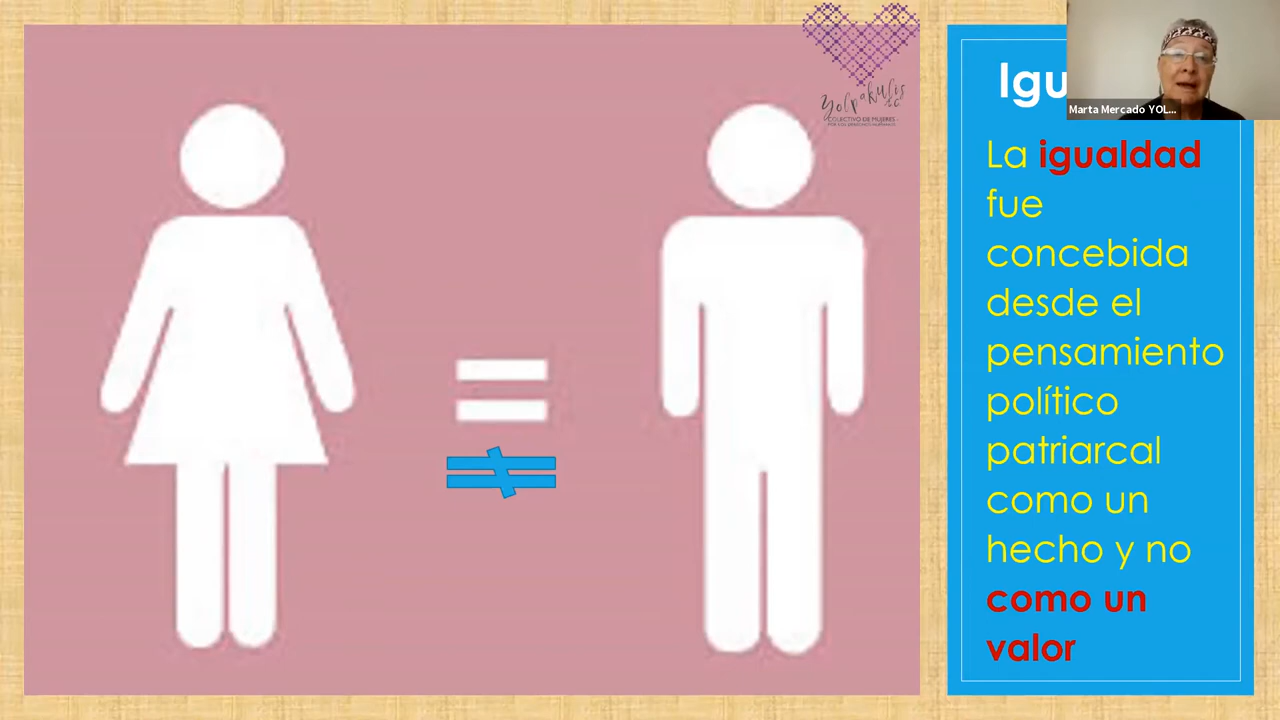 Yolpakulis
A.C.
COLECTIVO DE MUJERES
Marta Mercado YOL...
Igu
La igualdad
fue
concebida
desde el
pensamiento
político
patriarcal
como un
hecho y no
como un
valor